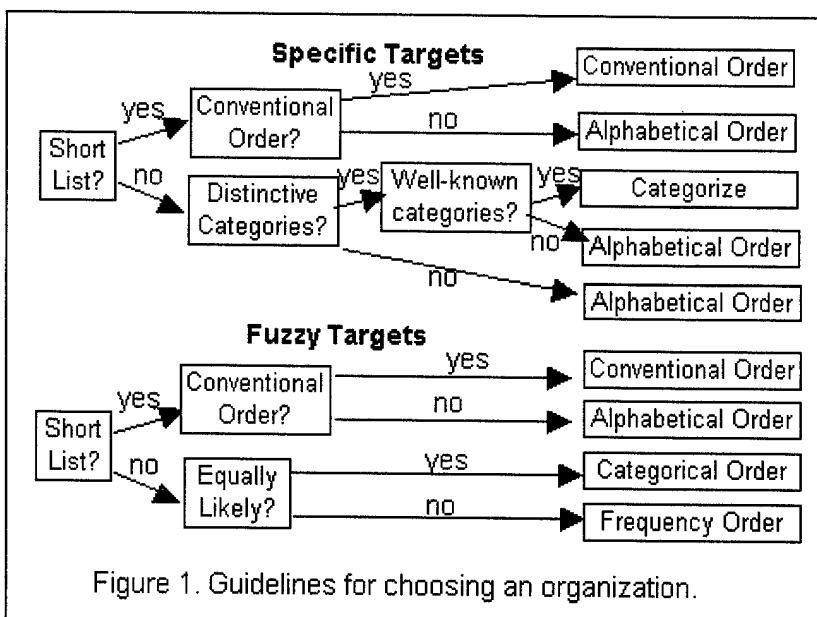 Specific Targets
Short
List?
yes
no
Conventional
Order?
yes
Conventional Order
no
Alphabetical Order
Distinctive
Categories?
yes
Well-known
categories?
yes
Categorize
no
Alphabetical Order
no
Alphabetical Order
Fuzzy Targets
Short
List?
yes
no
Conventional
Order?
yes
Conventional Order
no
Alphabetical Order
Equally
Likely?
yes
Categorical Order
no
Frequency Order
Figure 1. Guidelines for choosing an organization.